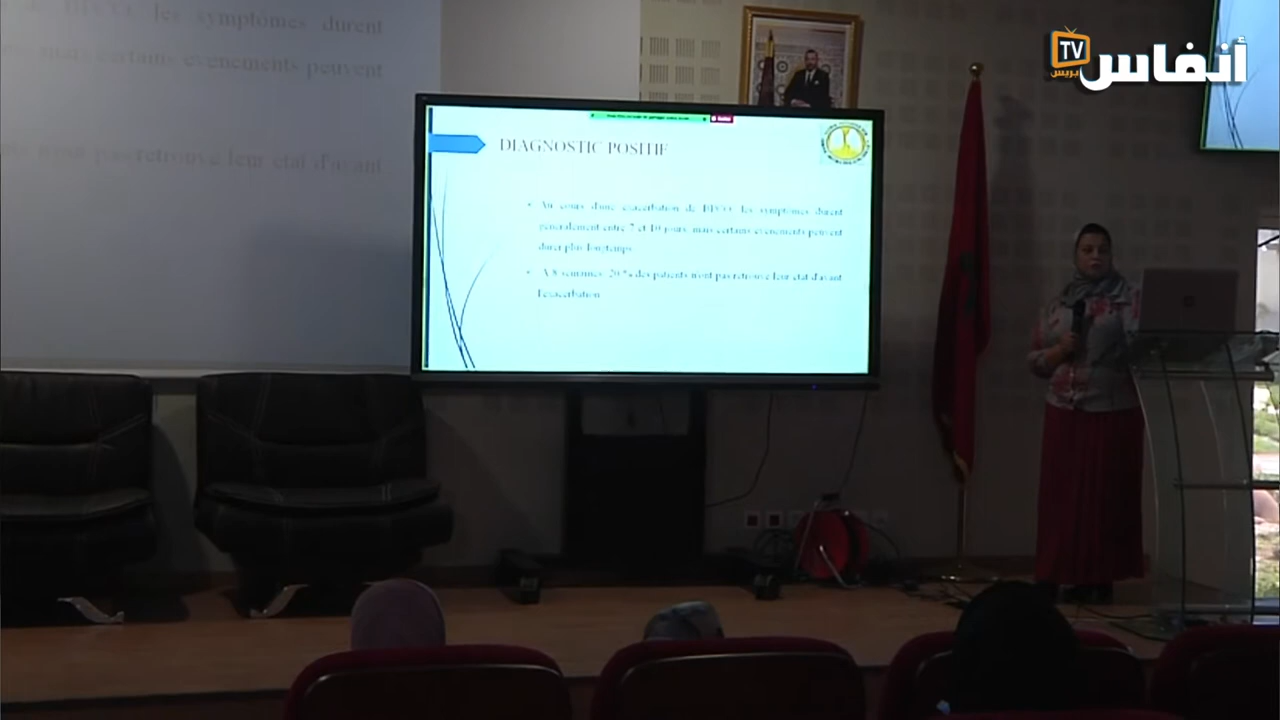 les symptômes durent
mais certains évènements peuvent
pas retrouvé leur état d'avant
أنفاس
بريس
TV
DIAGNOSTIC POSITIF
• Au cours d'une exacerbation de BPCO, les symptômes durent
généralement entre 7 et 10 jours, mais certains évènements peuvent
durer plus longtemps.
• A 8 semaines, 20 % des patients n'ont pas retrouvé leur état d'avant
l'exacerbation